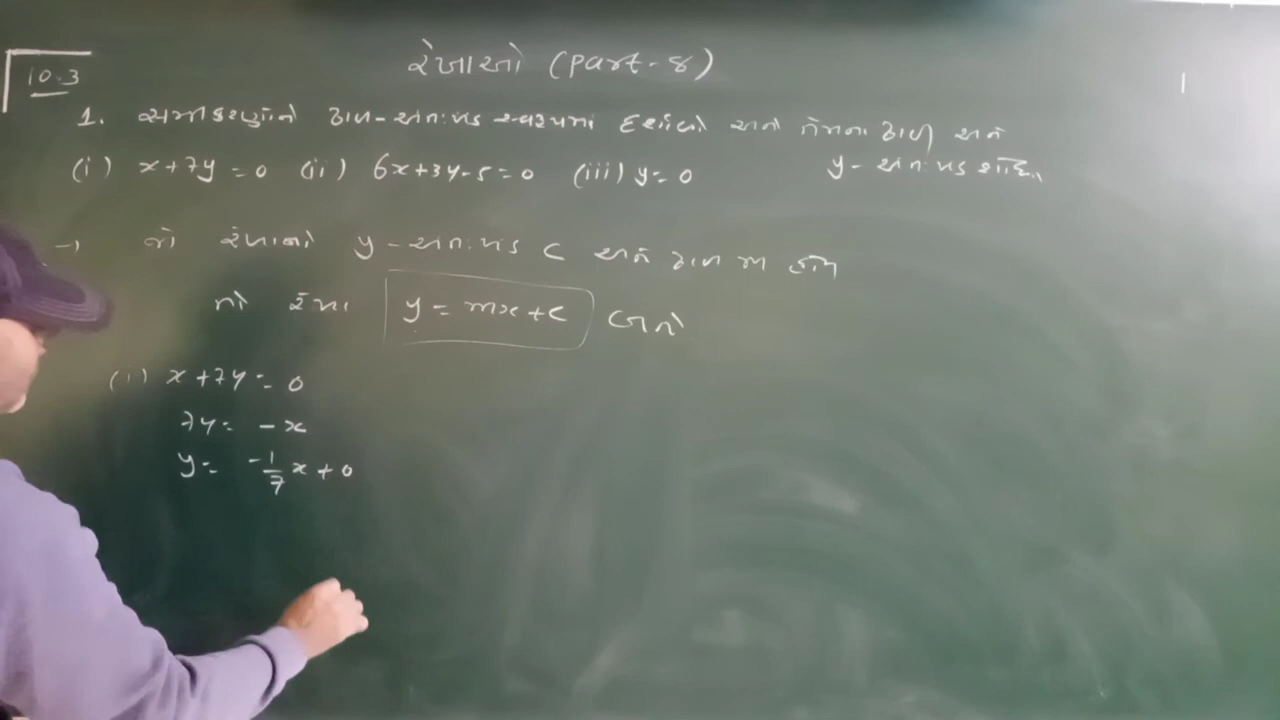 10.3
રેખાઓ (part-8)
1. સમીકરણોને ઢાળ-અંતઃખંડ સ્વરૂપમાં દર્શાવો અને તેમના ઢાળ અને
y-અંતઃખંડ શોધો.
(i) x+7y=0 (ii) 6x+3y-5=0 (iii) y=0
→ જો રેખાનો y-અંતઃખંડ c અને ઢાળ m હોય
તો રેખા y = mx+c બને
(i) x+7y=0
7y= -x
y= -1/7 x+0